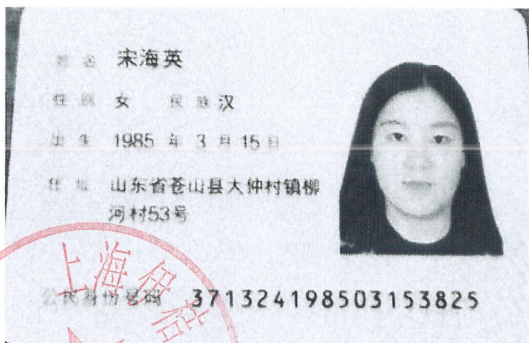 姓名 宋海英
性别 女 民族 汉
出生 1985 年 3 月 15 日
住址 山东省苍山县大仲村镇柳
河村53号
公民身份号码 371324198503153825
上海伊